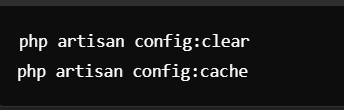 php artisan config:clear
php artisan config:cache